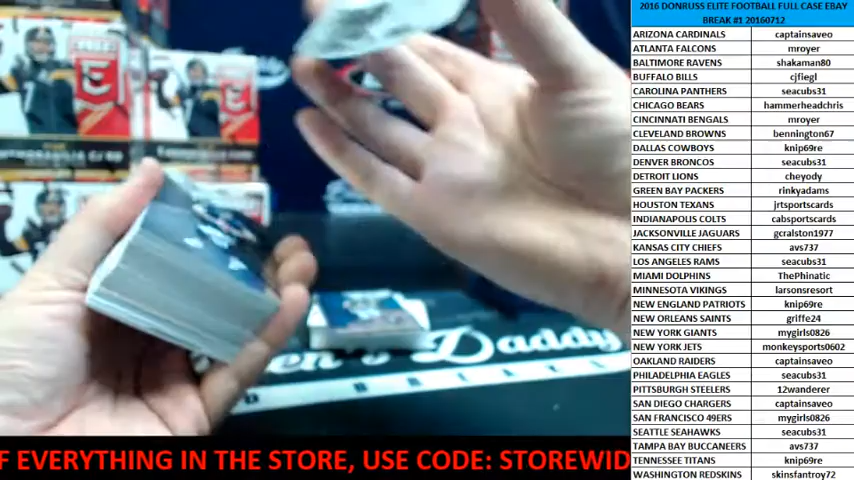 2016 DONRUSS ELITE FOOTBALL FULL CASE EBAY
BREAK #1 20160712
ARIZONA CARDINALS captainsaveo
ATLANTA FALCONS mroyer
BALTIMORE RAVENS shakaman80
BUFFALO BILLS cjfiegl
CAROLINA PANTHERS seacubs31
CHICAGO BEARS hammerheadchris
CINCINNATI BENGALS mroyer
CLEVELAND BROWNS bennington67
DALLAS COWBOYS knip69re
DENVER BRONCOS seacubs31
DETROIT LIONS cheyody
GREEN BAY PACKERS rinkyadams
HOUSTON TEXANS jrtsportscards
INDIANAPOLIS COLTS cabsportscards
JACKSONVILLE JAGUARS gcralston1977
KANSAS CITY CHIEFS avs737
LOS ANGELES RAMS seacubs31
MIAMI DOLPHINS ThePhinatic
MINNESOTA VIKINGS larsonsresort
NEW ENGLAND PATRIOTS knip69re
NEW ORLEANS SAINTS griffe24
NEW YORK GIANTS mygirls0826
NEW YORK JETS monkeysports0602
OAKLAND RAIDERS captainsaveo
PHILADELPHIA EAGLES seacubs31
PITTSBURGH STEELERS 12wanderer
SAN DIEGO CHARGERS captainsaveo
SAN FRANCISCO 49ERS mygirls0826
SEATTLE SEAHAWKS seacubs31
TAMPA BAY BUCCANEERS avs737
TENNESSEE TITANS knip69re
WASHINGTON REDSKINS skinsfantroy72
Daddy
F EVERYTHING IN THE STORE, USE CODE: STOREWID